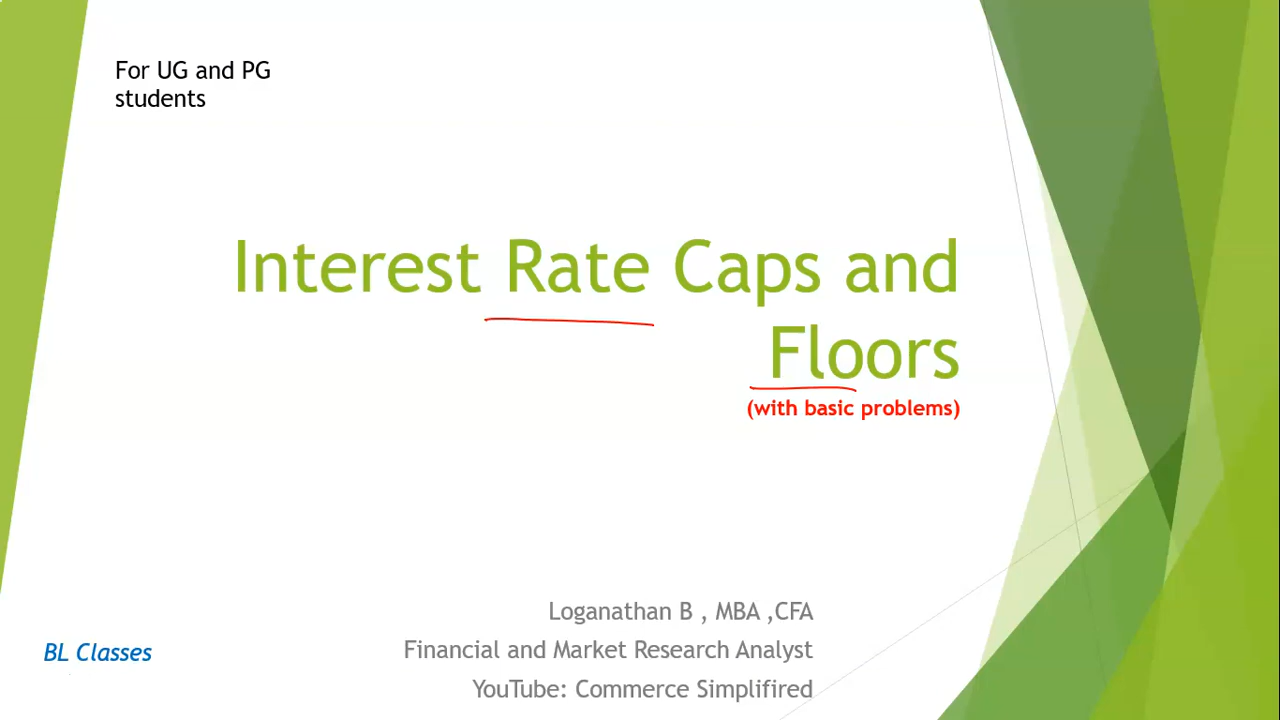 For UG and PG
students
Interest Rate Caps and
Floors
(with basic problems)
Loganathan B , MBA ,CFA
Financial and Market Research Analyst
YouTube: Commerce Simplifired
BL Classes